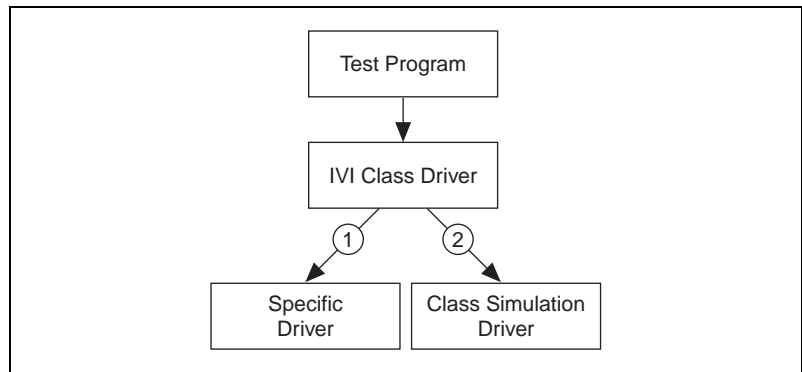 Test Program
IVI Class Driver
1
2
Specific
Driver
Class Simulation
Driver